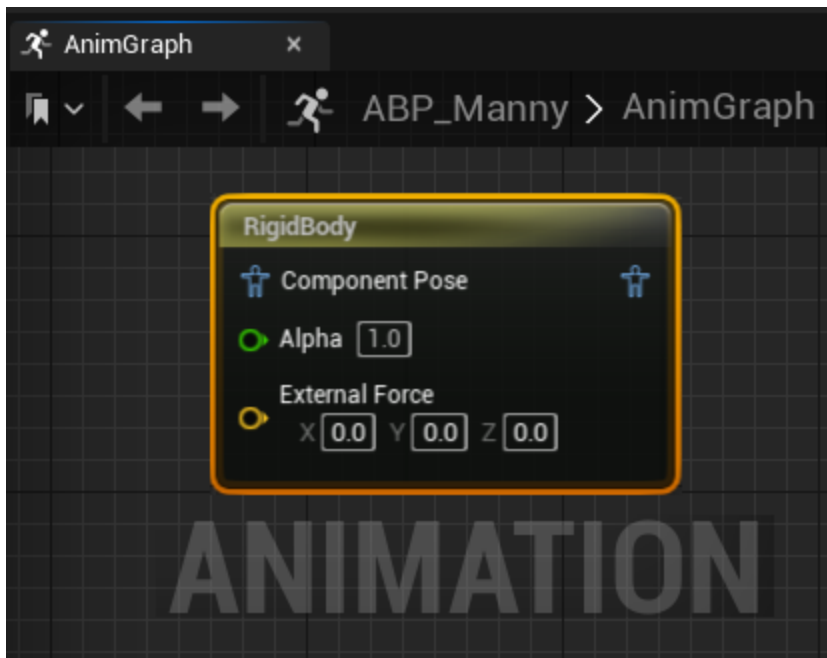 AnimGraph ×
ABP_Manny > AnimGraph
RigidBody
Component Pose
Alpha 1.0
External Force
X 0.0 Y 0.0 Z 0.0
ANIMATION